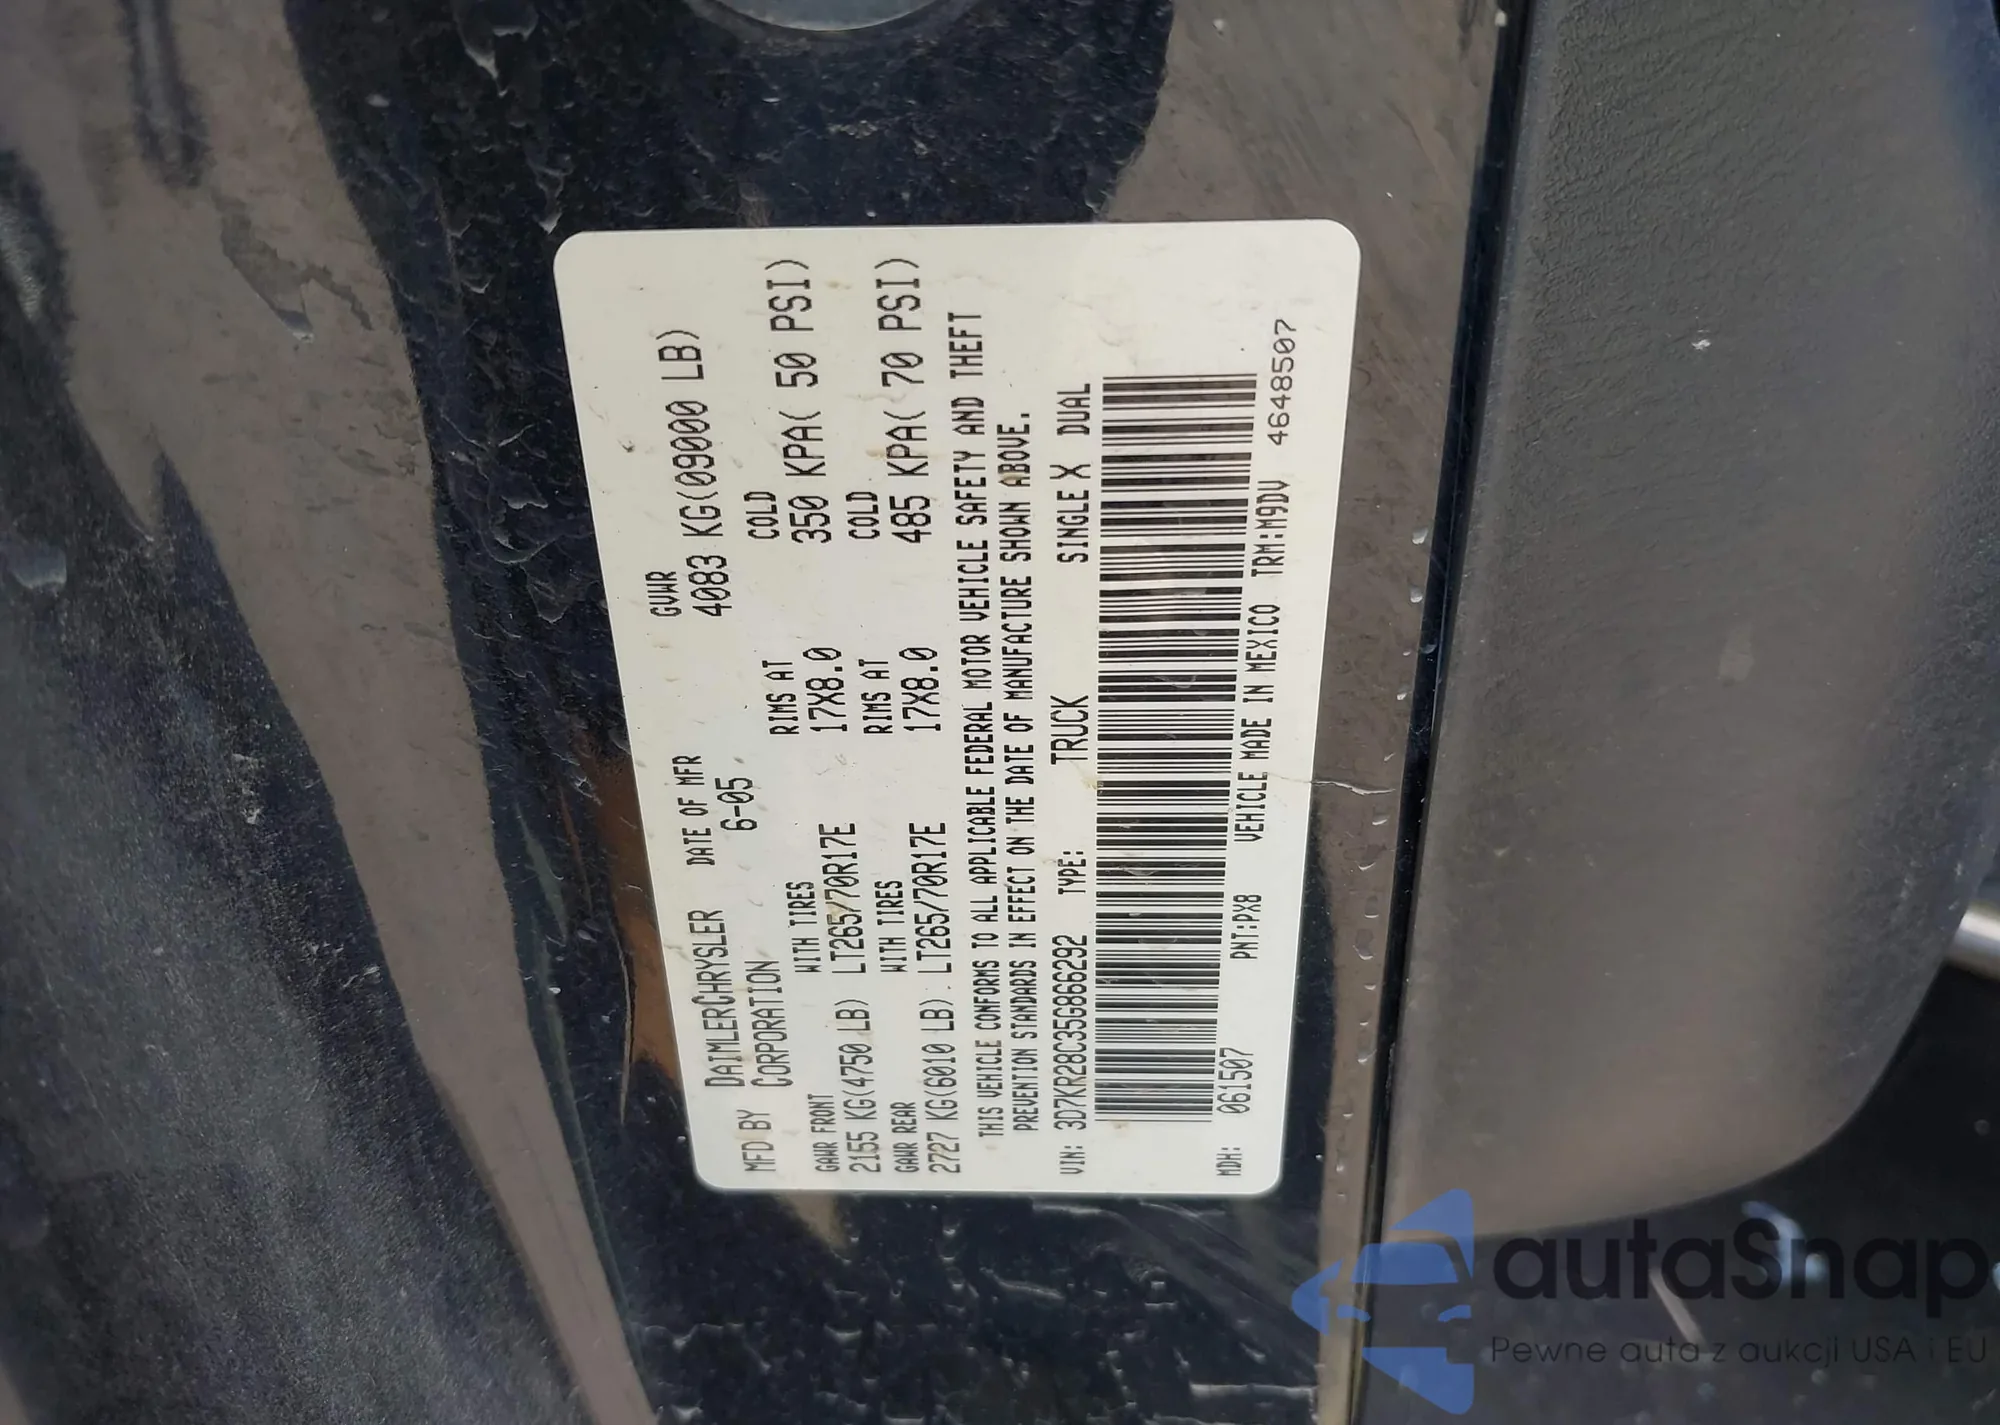 MFD BY DAIMLERCHRYSLER CORPORATION DATE OF MFR 6-05 GVWR 4083 KG(09000 LB)
GAWR FRONT WITH TIRES RIMS AT COLD
2155 KG(4750 LB) LT265/70R17E 17X8.0 350 KPA( 50 PSI)
GAWR REAR WITH TIRES RIMS AT COLD
2727 KG(6010 LB) LT265/70R17E 17X8.0 485 KPA( 70 PSI)
THIS VEHICLE CONFORMS TO ALL APPLICABLE FEDERAL MOTOR VEHICLE SAFETY AND THEFT
PREVENTION STANDARDS IN EFFECT ON THE DATE OF MANUFACTURE SHOWN ABOVE.
VIN: 3D7KR28C35G866292 TYPE: TRUCK SINGLE X DUAL
MDH: 061507 PNT:PX8 VEHICLE MADE IN MEXICO TRM:M9DV 4648507
autaSnap
Pewne auta z aukcji USA i EU